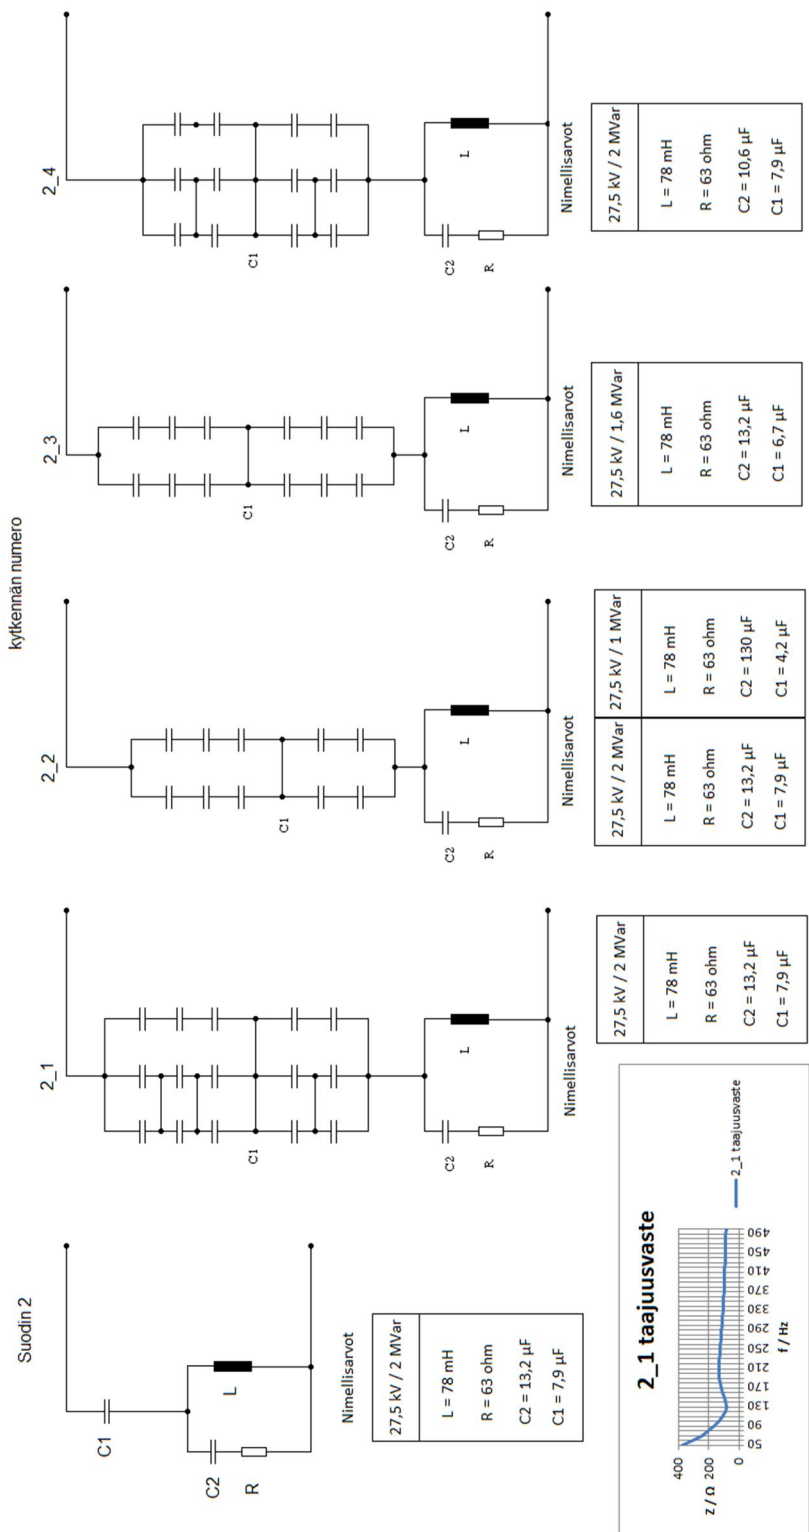 kytkennän numero
Suodin 2
C1
C2
R
L
Nimellisarvot
27,5 kV / 2 MVar
L = 78 mH
R = 63 ohm
C2 = 13,2 µF
C1 = 7,9 µF
2_1
C1
C2
R
L
Nimellisarvot
27,5 kV / 2 MVar
L = 78 mH
R = 63 ohm
C2 = 13,2 µF
C1 = 7,9 µF
2_2
C1
C2
R
L
Nimellisarvot
27,5 kV / 2 MVar
L = 78 mH
R = 63 ohm
C2 = 13,2 µF
C1 = 7,9 µF
27,5 kV / 1 MVar
L = 78 mH
R = 63 ohm
C2 = 130 µF
C1 = 4,2 µF
2_3
C1
C2
R
L
Nimellisarvot
27,5 kV / 1,6 MVar
L = 78 mH
R = 63 ohm
C2 = 13,2 µF
C1 = 6,7 µF
2_4
C1
C2
R
L
Nimellisarvot
27,5 kV / 2 MVar
L = 78 mH
R = 63 ohm
C2 = 10,6 µF
C1 = 7,9 µF
2_1 taajuusvaste
Z / Ω
400
200
0
50
90
130
170
210
250
290
330
370
410
450
490
f / Hz
2_1 taajuusvaste